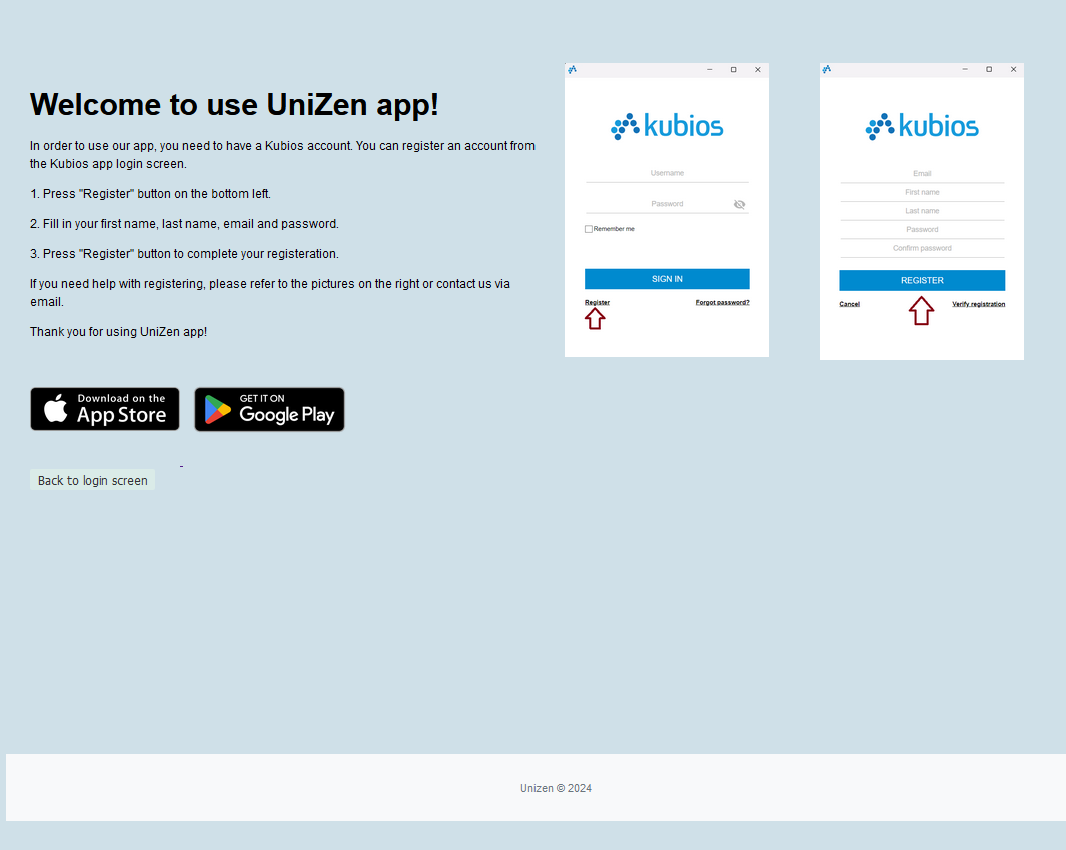 Welcome to use UniZen app!
In order to use our app, you need to have a Kubios account. You can register an account from
the Kubios app login screen.
1. Press "Register" button on the bottom left.
2. Fill in your first name, last name, email and password.
3. Press "Register" button to complete your registeration.
If you need help with registering, please refer to the pictures on the right or contact us via
email.
Thank you for using UniZen app!
Download on the
App Store
GET IT ON
Google Play
Back to login screen
kubios
Username
Password
Remember me
SIGN IN
Register Forgot password?
kubios
Email
First name
Last name
Password
Confirm password
REGISTER
Cancel Verify registration
Unizen © 2024